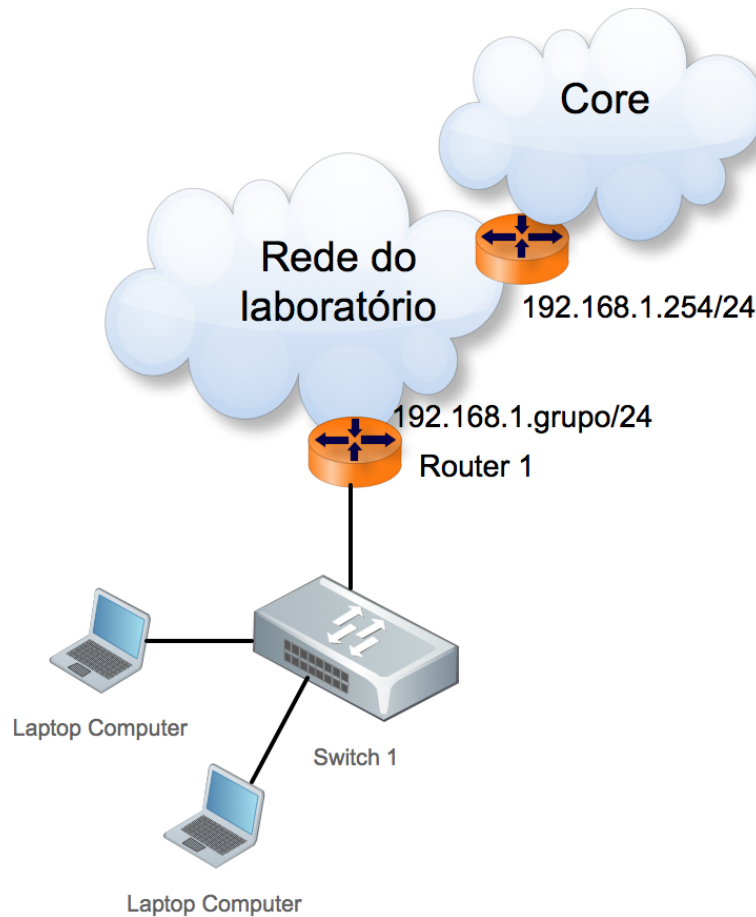 Core
Rede do
laboratório
192.168.1.254/24
192.168.1.grupo/24
Router 1
Laptop Computer
Switch 1
Laptop Computer